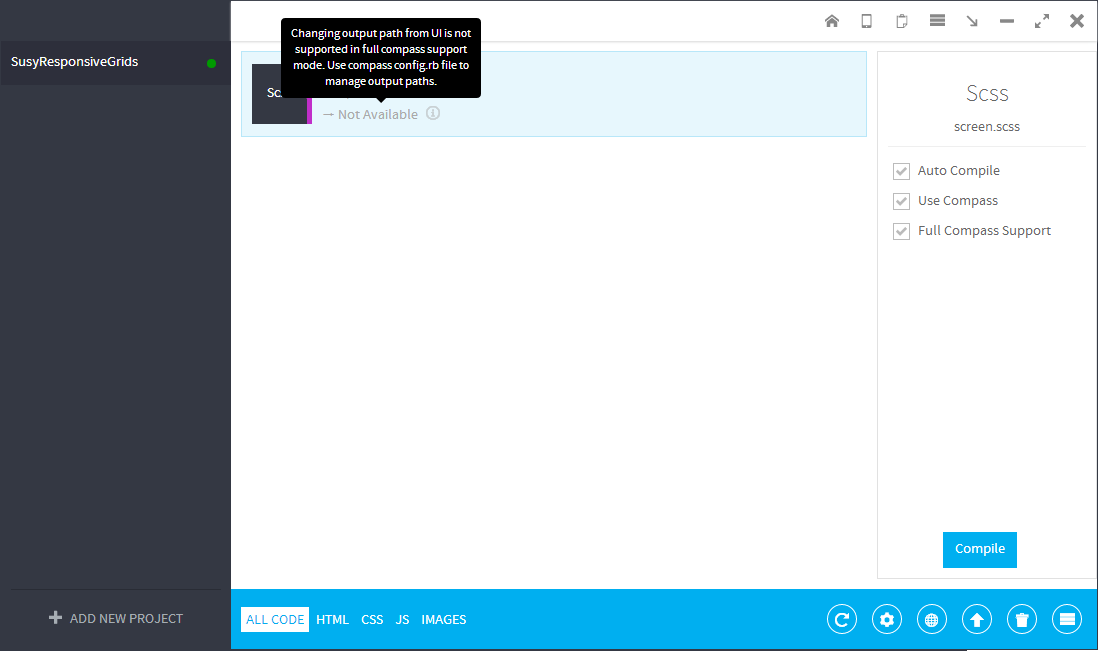 Changing output path from UI is not
supported in full compass support
mode. Use compass config.rb file to
manage output paths.
SusyResponsiveGrids
→ Not Available
Scss
screen.scss
Auto Compile
Use Compass
Full Compass Support
Compile
ADD NEW PROJECT
ALL CODE HTML CSS JS IMAGES